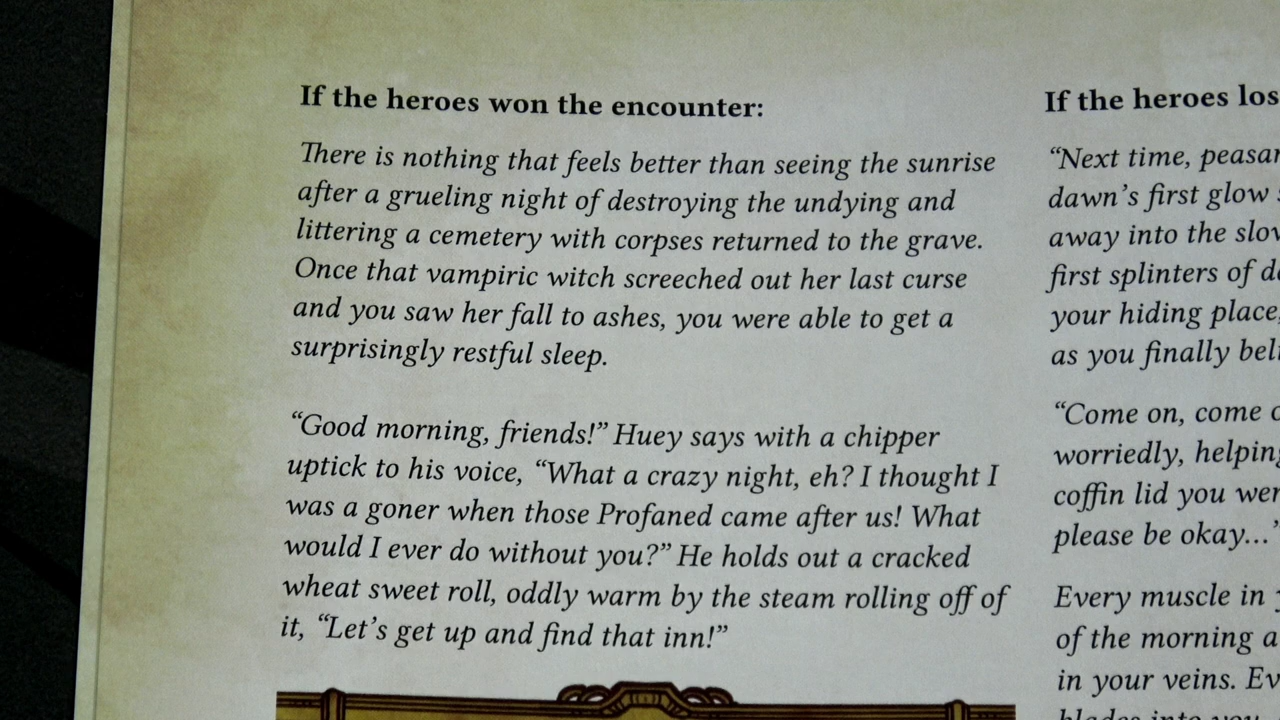 If the heroes won the encounter:
There is nothing that feels better than seeing the sunrise
after a grueling night of destroying the undying and
littering a cemetery with corpses returned to the grave.
Once that vampiric witch screeched out her last curse
and you saw her fall to ashes, you were able to get a
surprisingly restful sleep.
“Good morning, friends!” Huey says with a chipper
uptick to his voice, “What a crazy night, eh? I thought I
was a goner when those Profaned came after us! What
would I ever do without you?” He holds out a cracked
wheat sweet roll, oddly warm by the steam rolling off of
it, “Let’s get up and find that inn!”
If the heroes
“Next time,
dawn’s first glow
away into the
first splinters of
your hiding place,
as you finally
“Come on, come
worriedly,
coffin lid you
please be okay…”
Every muscle in
of the morning
in your veins.
blades into you